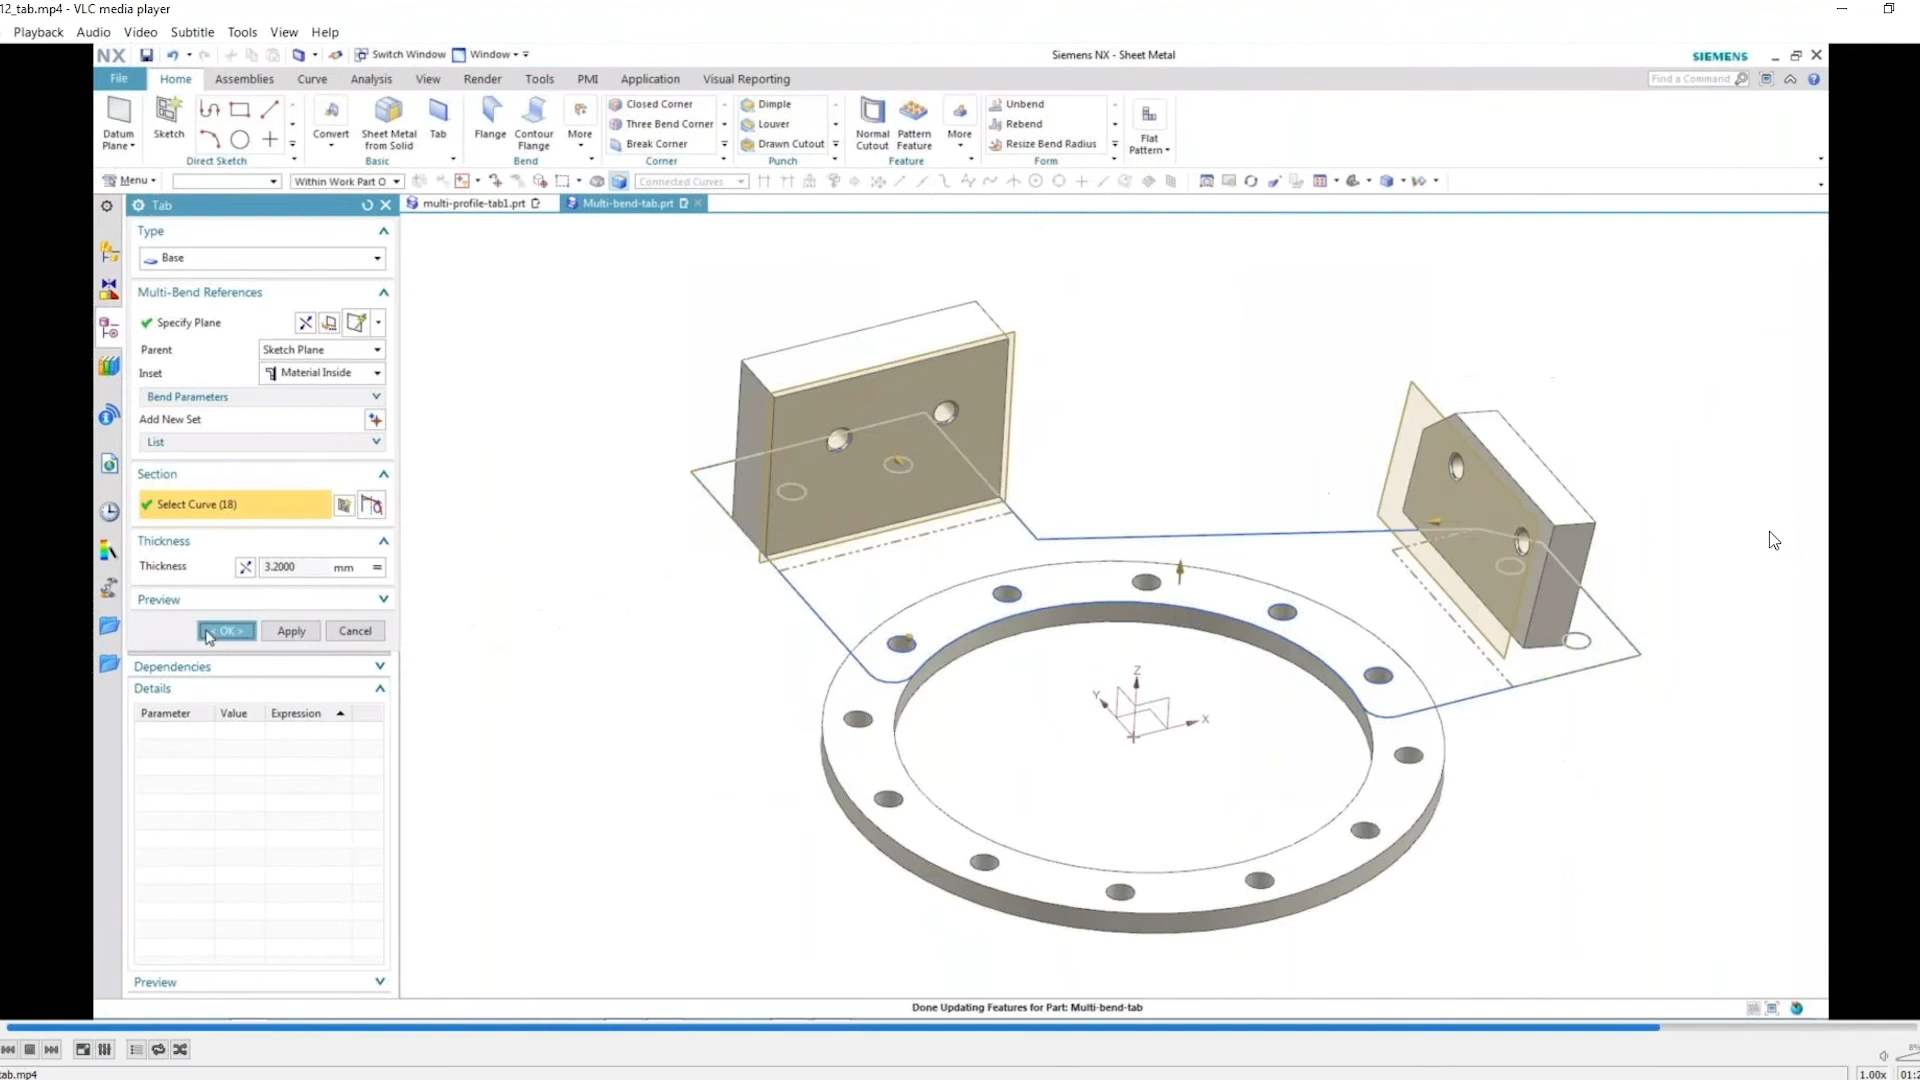 12_tab.mp4 - VLC media player
Playback Audio Video Subtitle Tools View Help
NX Switch Window Window Siemens NX - Sheet Metal SIEMENS
File Home Assemblies Curve Analysis View Render Tools PMI Application Visual Reporting Find a Command
Datum Plane
Sketch
Direct Sketch
Convert
Sheet Metal from Solid
Tab
Basic
Flange
Contour Flange
More
Bend
Closed Corner
Three Bend Corner
Break Corner
Corner
Dimple
Louver
Drawn Cutout
Punch
Normal Cutout
Pattern Feature
More
Feature
Unbend
Rebend
Resize Bend Radius
Form
Flat Pattern
Menu Within Work Part O Connected Curves
Tab multi-profile-tab1.prt Multi-bend-tab.prt
Type
Base
Multi-Bend References
Specify Plane
Parent Sketch Plane
Inset Material Inside
Bend Parameters
Add New Set
List
Section
Select Curve (18)
Thickness
Thickness 3.2000 mm =
Preview
< OK > Apply Cancel
Dependencies
Details
Parameter Value Expression
Z
Y
X
Preview
Done Updating Features for Part: Multi-bend-tab
8%
tab.mp4 1.00x 01:2